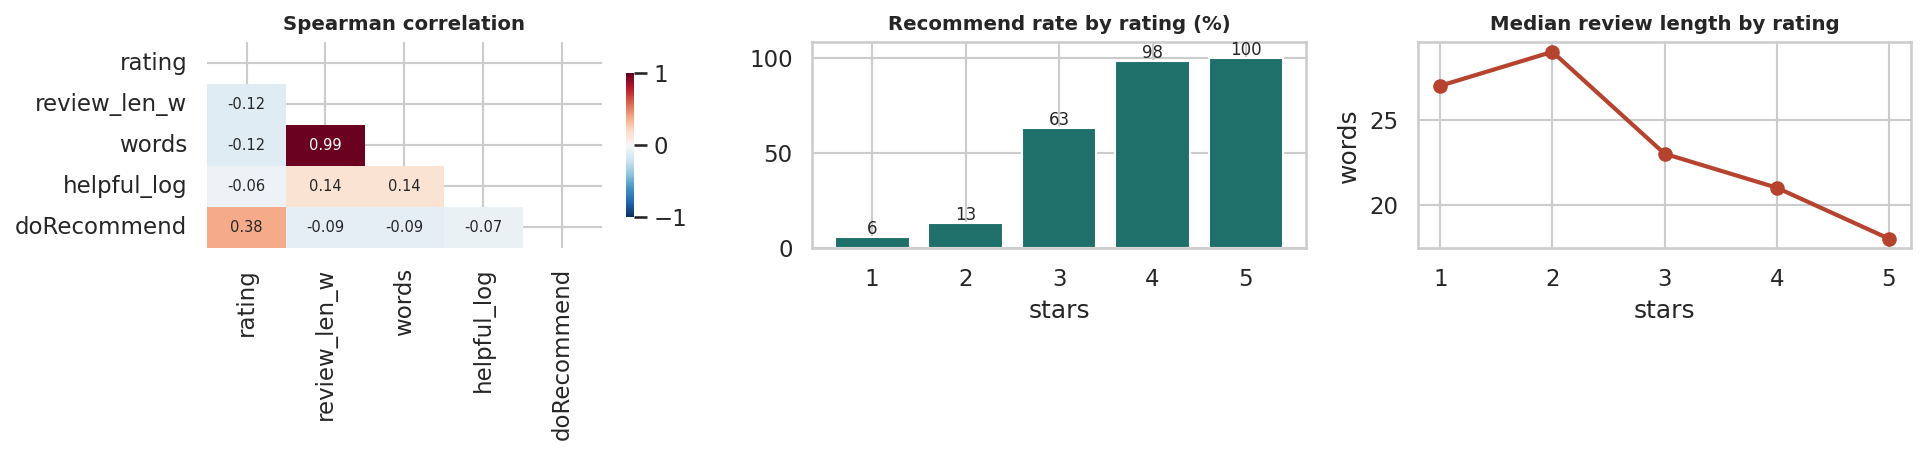 Spearman correlation
rating
review_len_w
words
helpful_log
doRecommend
-0.12
-0.12 0.99
-0.06 0.14 0.14
0.38 -0.09 -0.09 -0.07
rating review_len_w words helpful_log doRecommend
1
0
−1
Recommend rate by rating (%)
100
50
0
6 13 63 98 100
1 2 3 4 5
stars
Median review length by rating
words
25
20
1 2 3 4 5
stars